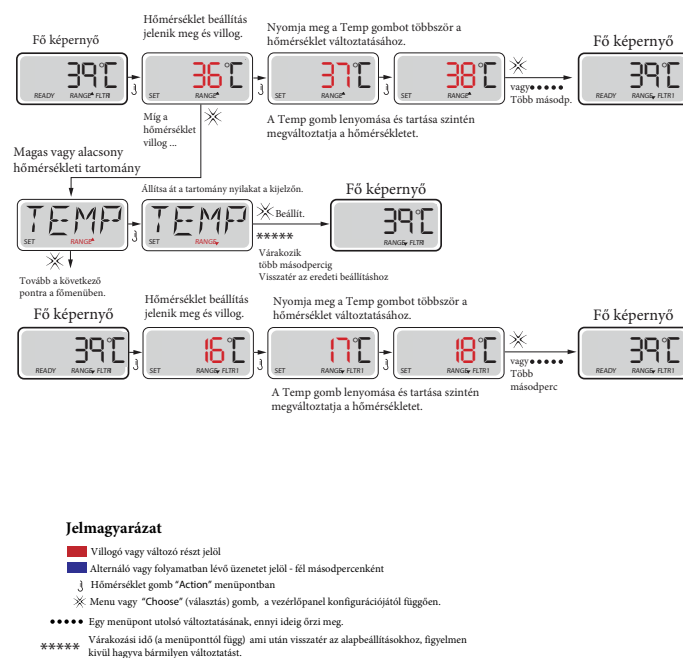 Fő képernyő
Hőmérséklet beállítás
jelenik meg és villog.
Nyomja meg a Temp gombot többször a
hőmérséklet változtatásához.
Fő képernyő
39°C
READY RANGE FLTR1
36°C
SET RANGE
37°C
SET RANGE
38°C
SET RANGE
vagy•••••
Több másodp.
39°C
READY RANGE FLTR1
Míg a
hőmérséklet
villog ...
A Temp gomb lenyomása és tartása szintén
megváltoztatja a hőmérsékletet.
Magas vagy alacsony
hőmérsékleti tartomány
Állítsa át a tartomány nyilakat a kijelzőn.
Fő képernyő
TEMP
SET RANGE
TEMP
SET RANGE
Beállít.
*****
Várakozik
több másodpercig
Visszatér az eredeti beállításhoz
39°C
RANGE FLTR1
Tovább a következő
pontra a főmenüben.
Fő képernyő
Hőmérséklet beállítás
jelenik meg és villog.
Nyomja meg a Temp gombot többször a
hőmérséklet változtatásához.
Fő képernyő
39°C
READY RANGE FLTR1
16°C
SET RANGE FLTR1
17°C
SET RANGE FLTR1
18°C
SET RANGE FLTR1
vagy•••••
Több
másodperc
39°C
READY RANGE FLTR1
A Temp gomb lenyomása és tartása szintén
megváltoztatja a hőmérsékletet.
Jelmagyarázat
Villogó vagy változó részt jelöl
Alternáló vagy folyamatban lévő üzenetet jelöl - fél másodpercenként
Hőmérséklet gomb "Action" menüpontban
Menu vagy "Choose" (választás) gomb, a vezérlőpanel konfigurációjától függően.
••••• Egy menüpont utolsó változtatásának, ennyi ideig őrzi meg.
***** Várakozási idő (a menüponttól függ) ami után visszatér az alapbeállításokhoz, figyelmen
kivül hagyva bármilyen változtatást.